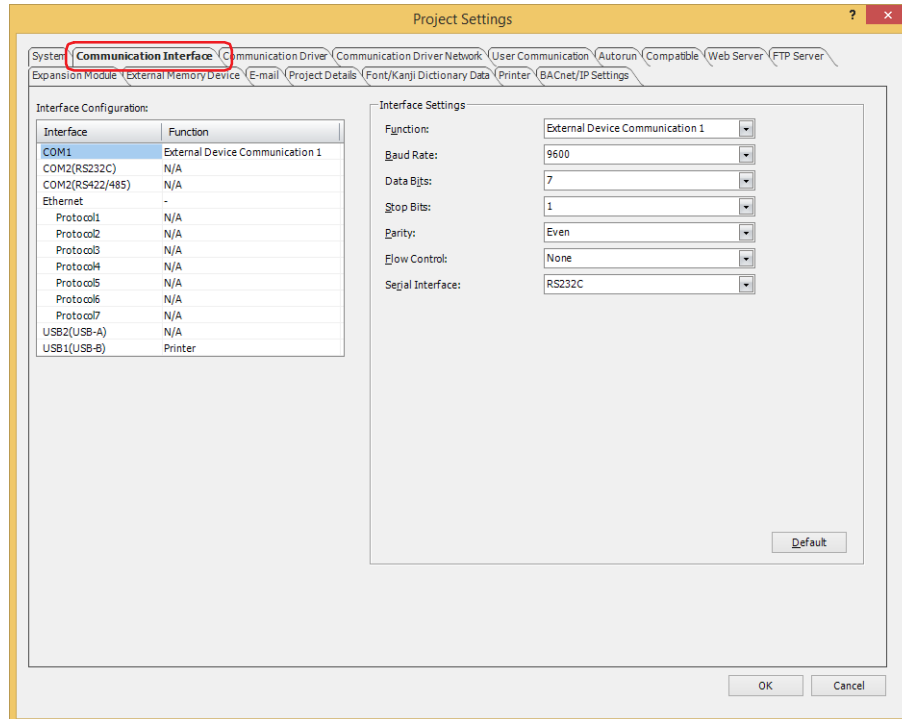 Project Settings
?
System Communication Interface Communication Driver Communication Driver Network User Communication Autorun Compatible Web Server FTP Server
Expansion Module External Memory Device E-mail Project Details Font/Kanji Dictionary Data Printer BACnet/IP Settings
Interface Configuration:
Interface Function
COM1 External Device Communication 1
COM2(RS232C) N/A
COM2(RS422/485) N/A
Ethernet -
Protocol1 N/A
Protocol2 N/A
Protocol3 N/A
Protocol4 N/A
Protocol5 N/A
Protocol6 N/A
Protocol7 N/A
USB2(USB-A) N/A
USB1(USB-B) Printer
Interface Settings
Function: External Device Communication 1
Baud Rate: 9600
Data Bits: 7
Stop Bits: 1
Parity: Even
Flow Control: None
Serial Interface: RS232C
Default
OK Cancel